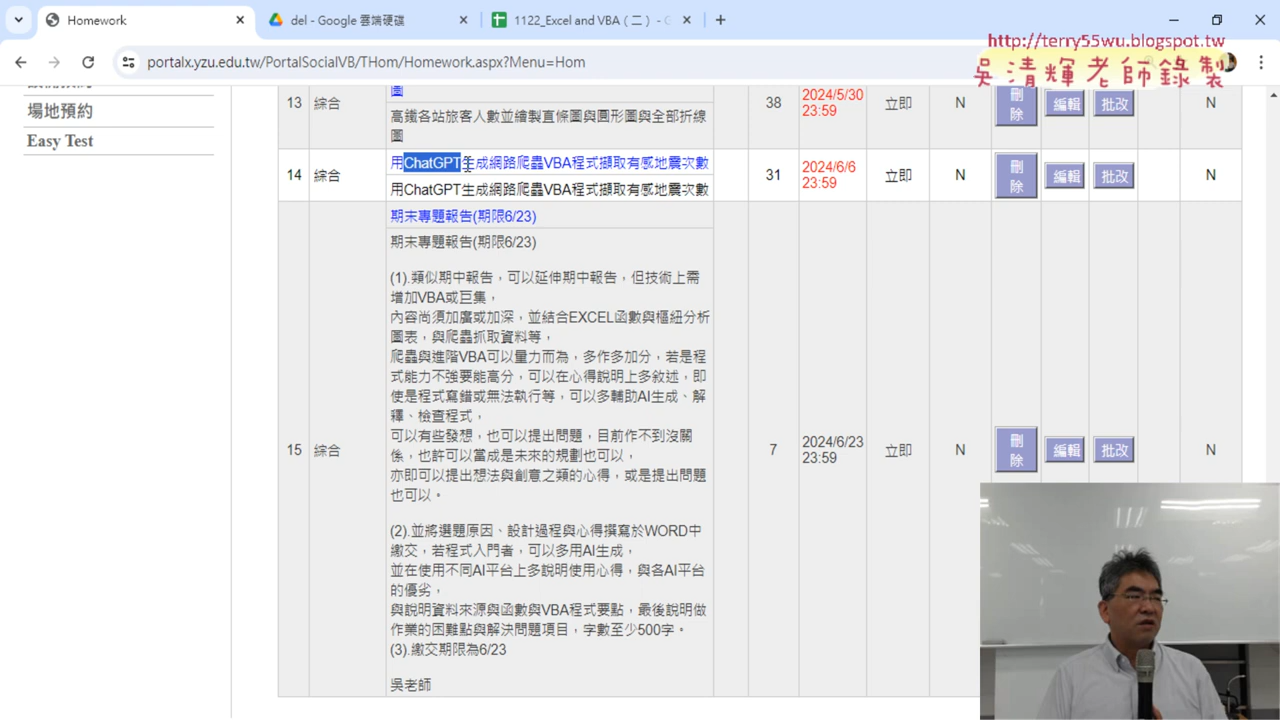 Homework
del - Google 雲端硬碟
1122_Excel and VBA（二） - G
portalx.yzu.edu.tw/PortalSocialVB/THom/Homework.aspx?Menu=Hom
http://terry55wu.blogspot.tw
吳清輝老師錄製
場地預約
Easy Test
13 綜合
圖
高鐵各站旅客人數並繪製直條圖與圓形圖與全部折線
圖
38 2024/5/30 23:59 立即 N 刪除 編輯 批改 N
14 綜合
用ChatGPT生成網路爬蟲VBA程式擷取有感地震次數
用ChatGPT生成網路爬蟲VBA程式擷取有感地震次數
31 2024/6/6 23:59 立即 N 刪除 編輯 批改 N
15 綜合
期末專題報告(期限6/23)
期末專題報告(期限6/23)
(1).類似期中報告，可以延伸期中報告，但技術上需
增加VBA或巨集，
內容尚須加廣或加深，並結合EXCEL函數與樞紐分析
圖表，與爬蟲抓取資料等，
爬蟲與進階VBA可以量力而為，多作多加分，若是程
式能力不強要能高分，可以在心得說明上多敘述，即
使是程式寫錯或無法執行等，可以多輔助AI生成、解
釋、檢查程式，
可以有些發想，也可以提出問題，目前作不到沒關
係，也許可以當成是未來的規劃也可以，
亦即可以提出想法與創意之類的心得，或是提出問題
也可以。
(2).並將選題原因、設計過程與心得撰寫於WORD中
繳交，若程式入門者，可以多用AI生成，
並在使用不同AI平台上多說明使用心得，與各AI平台
的優劣，
與說明資料來源與函數與VBA程式要點，最後說明做
作業的困難點與解決問題項目，字數至少500字。
(3).繳交期限為6/23
吳老師
7 2024/6/23 23:59 立即 N 刪除 編輯 批改 N